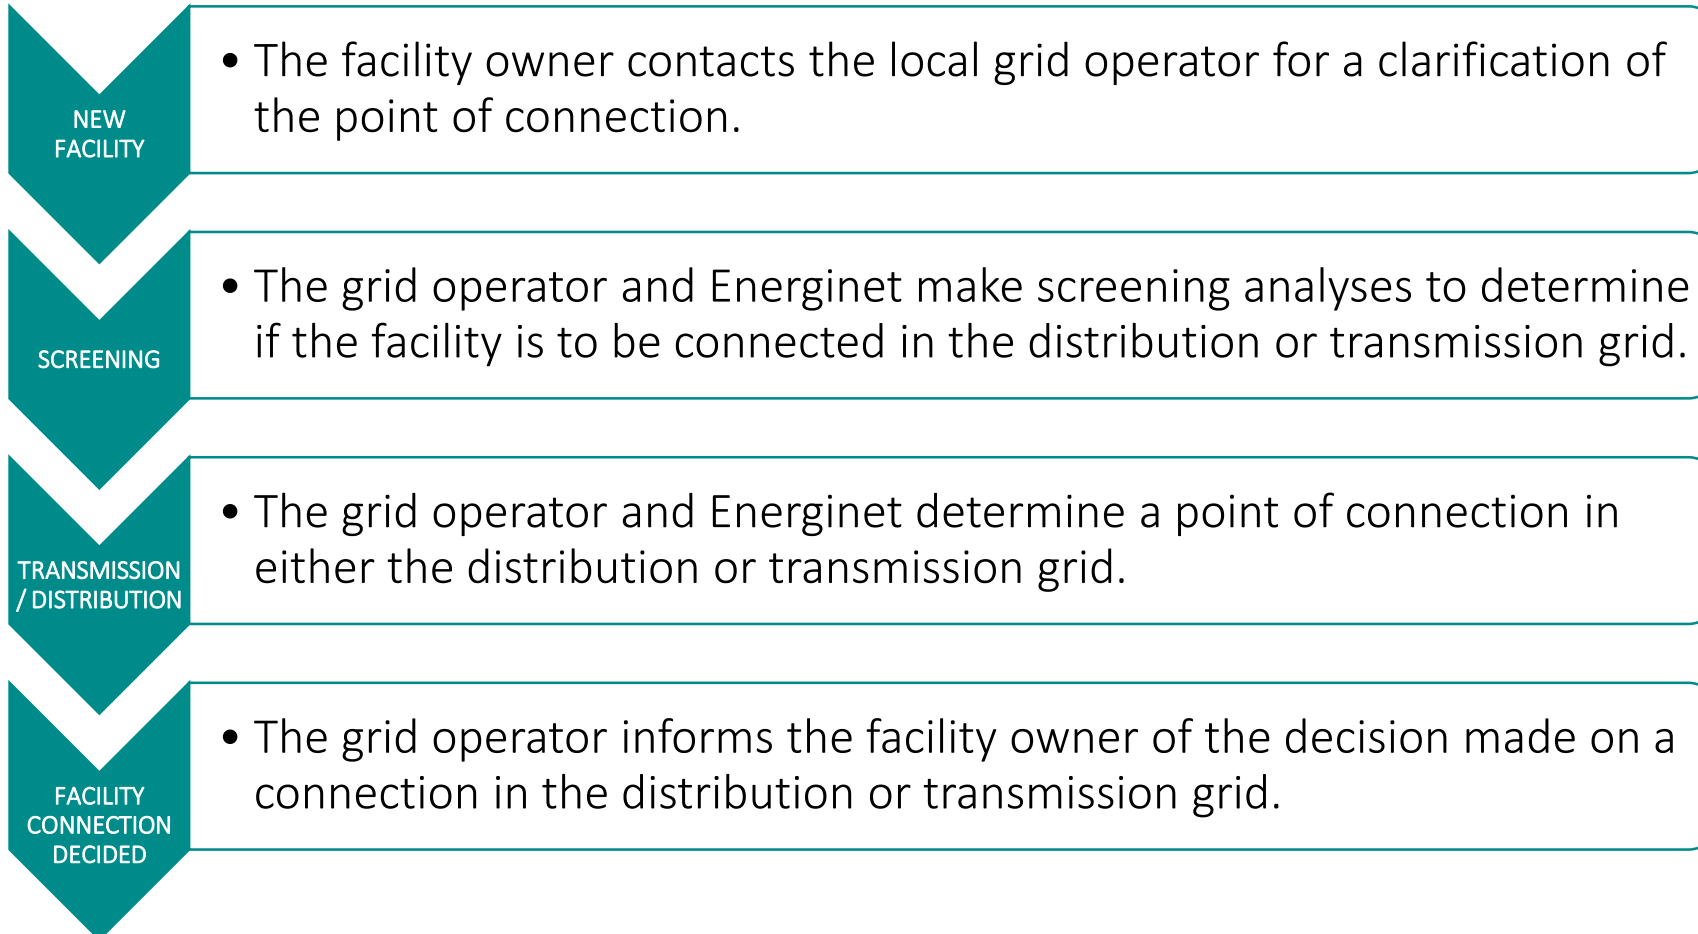 NEW
FACILITY
• The facility owner contacts the local grid operator for a clarification of
the point of connection.
SCREENING
• The grid operator and Energinet make screening analyses to determine
if the facility is to be connected in the distribution or transmission grid.
TRANSMISSION
/ DISTRIBUTION
• The grid operator and Energinet determine a point of connection in
either the distribution or transmission grid.
FACILITY
CONNECTION
DECIDED
• The grid operator informs the facility owner of the decision made on a
connection in the distribution or transmission grid.